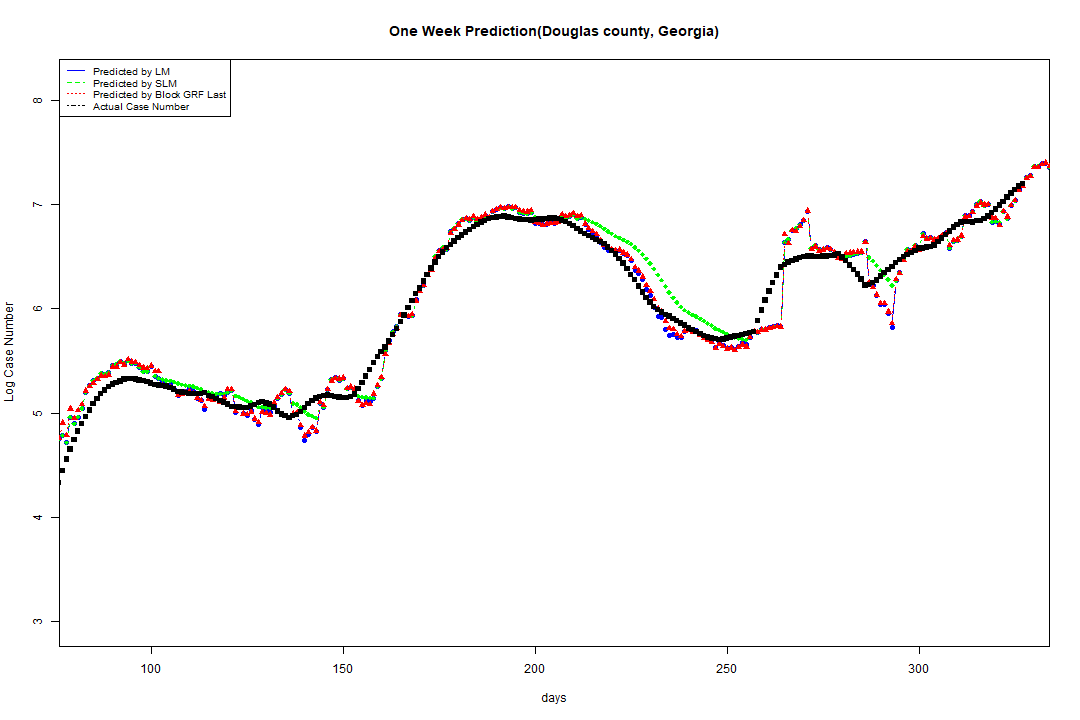 One Week Prediction(Douglas county, Georgia)
Predicted by LM
Predicted by SLM
Predicted by Block GRF Last
Actual Case Number
8
7
6
5
4
3
Log Case Number
100 150 200 250 300
days